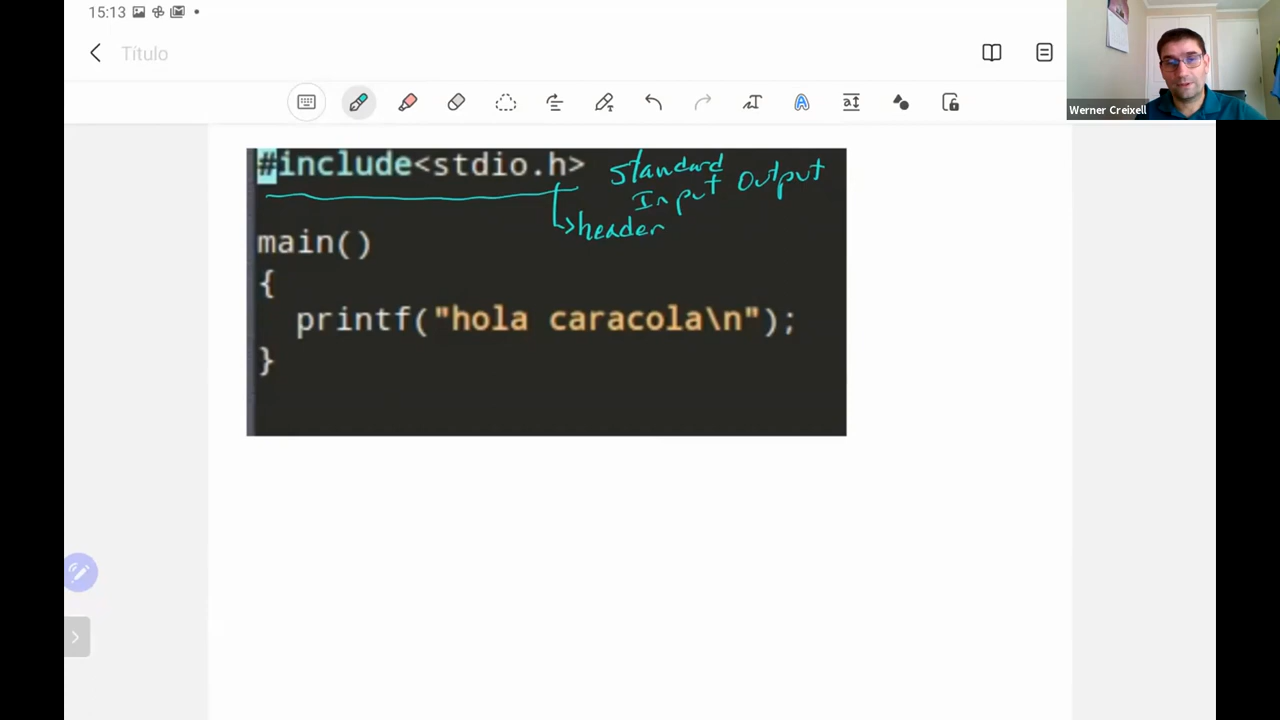 15:13
Título
Werner Creixell
#include<stdio.h> Standard
Input Output
header
main()
{
printf("hola caracola\n");
}